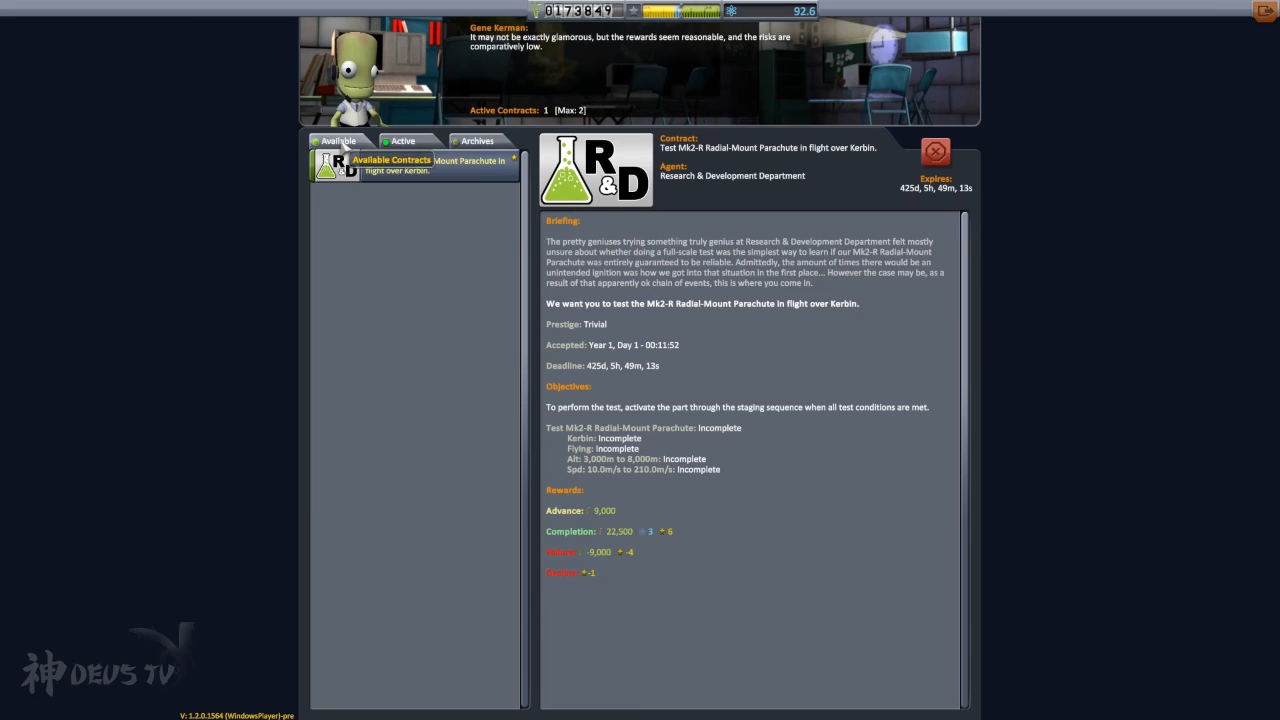 0173849
92.6
Gene Kerman:
It may not be exactly glamorous, but the rewards seem reasonable, and the risks are
comparatively low.
Active Contracts: 1 [Max: 2]
Available
Active
Archives
Available Contracts
Mount Parachute in
flight over Kerbin.
R
&D
R
&D
Contract:
Test Mk2-R Radial-Mount Parachute in flight over Kerbin.
Agent:
Research & Development Department
Expires:
425d, 5h, 49m, 13s
Briefing:
The pretty geniuses trying something truly genius at Research & Development Department felt mostly
unsure about whether doing a full-scale test was the simplest way to learn if our Mk2-R Radial-Mount
Parachute was entirely guaranteed to be reliable. Admittedly, the amount of times there would be an
unintended ignition was how we got into that situation in the first place... However the case may be, as a
result of that apparently ok chain of events, this is where you come in.
We want you to test the Mk2-R Radial-Mount Parachute in flight over Kerbin.
Prestige: Trivial
Accepted: Year 1, Day 1 - 00:11:52
Deadline: 425d, 5h, 49m, 13s
Objectives:
To perform the test, activate the part through the staging sequence when all test conditions are met.
Test Mk2-R Radial-Mount Parachute: Incomplete
Kerbin: Incomplete
Flying: Incomplete
Alt: 3,000m to 8,000m: Incomplete
Spd: 10.0m/s to 210.0m/s: Incomplete
Rewards:
Advance: 9,000
Completion: 22,500 3 6
Failure: -9,000 -4
Decline: -1
神 DEUS TV
V: 1.2.0.1564 (WindowsPlayer)-pre